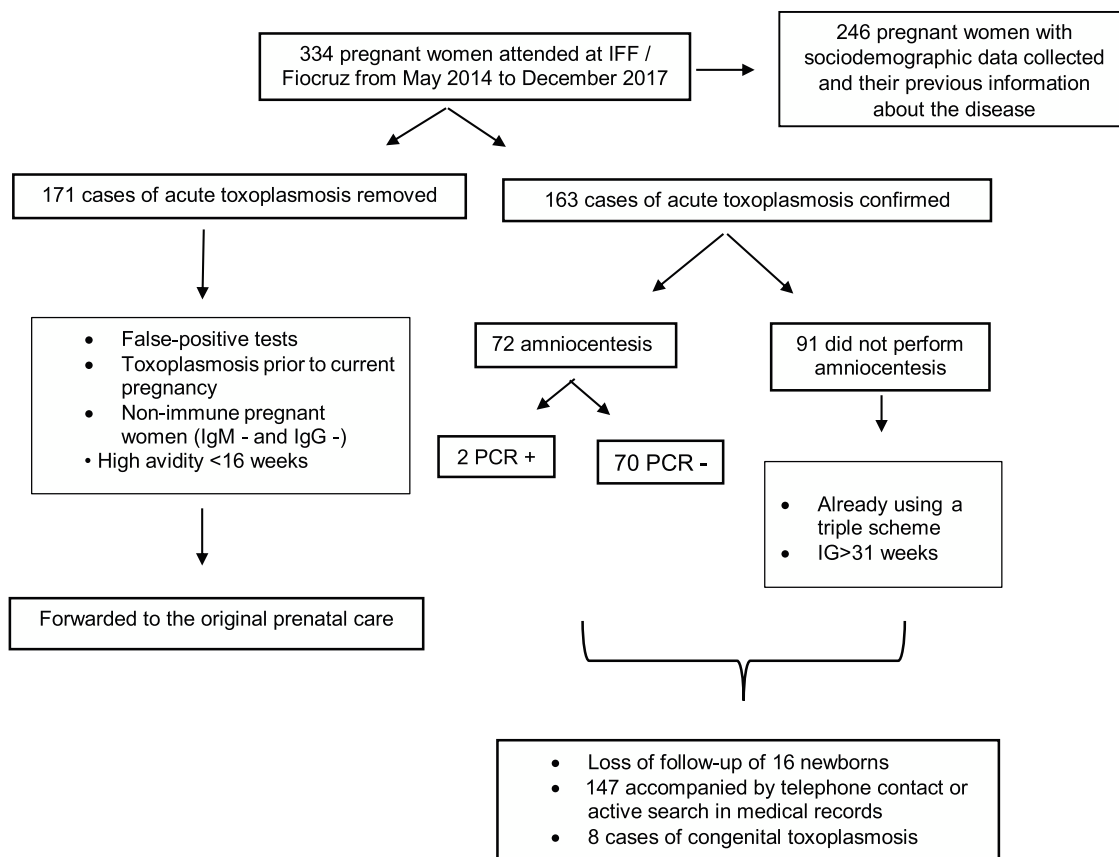 334 pregnant women attended at IFF /
Fiocruz from May 2014 to December 2017
246 pregnant women with
sociodemographic data collected
and their previous information
about the disease
171 cases of acute toxoplasmosis removed
163 cases of acute toxoplasmosis confirmed
• False-positive tests
• Toxoplasmosis prior to current
pregnancy
• Non-immune pregnant
women (IgM - and IgG -)
• High avidity <16 weeks
72 amniocentesis
91 did not perform
amniocentesis
2 PCR +
70 PCR -
• Already using a
triple scheme
• IG>31 weeks
Forwarded to the original prenatal care
• Loss of follow-up of 16 newborns
• 147 accompanied by telephone contact or
active search in medical records
• 8 cases of congenital toxoplasmosis